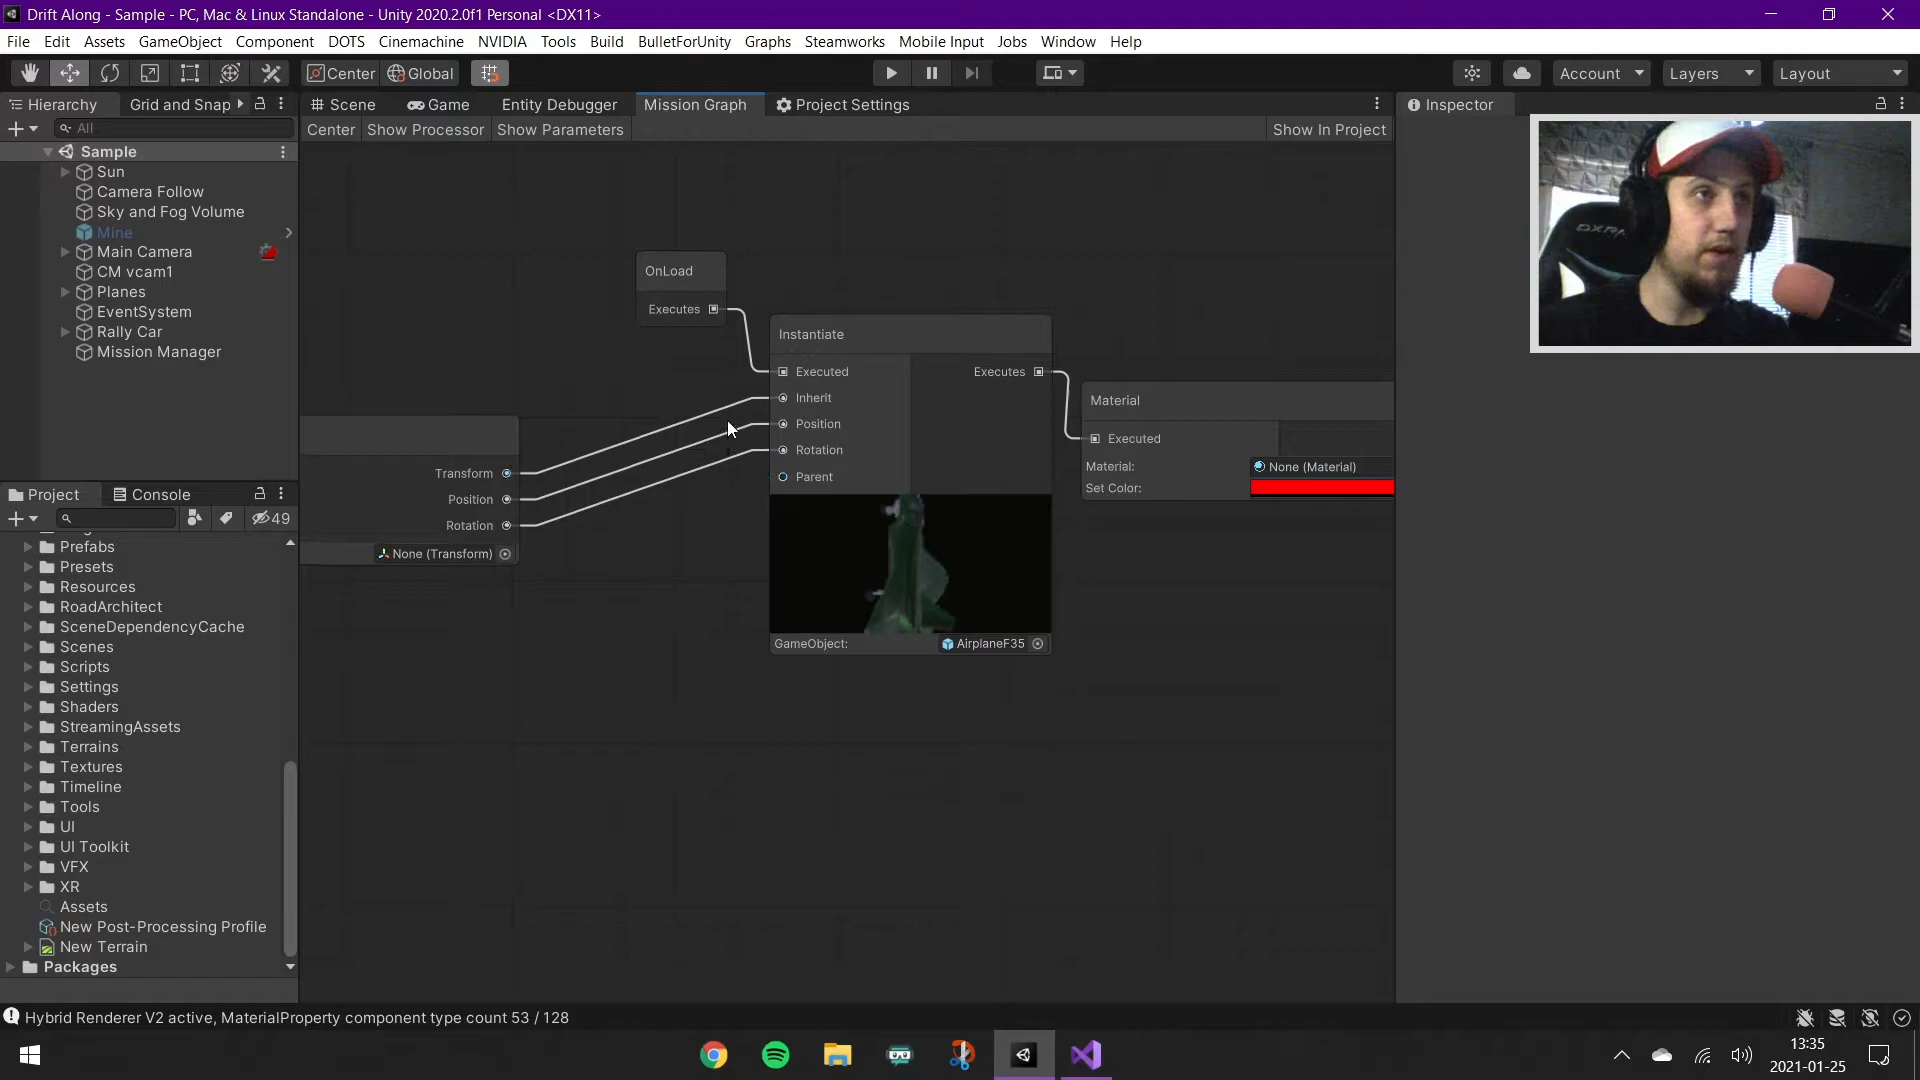 Drift Along - Sample - PC, Mac & Linux Standalone - Unity 2020.2.0f1 Personal <DX11>
File Edit Assets GameObject Component DOTS Cinemachine NVIDIA Tools Build BulletForUnity Graphs Steamworks Mobile Input Jobs Window Help
Center Global Account Layers Layout
Hierarchy Grid and Snap Scene Game Entity Debugger Mission Graph Project Settings Inspector
All
Center Show Processor Show Parameters Show In Project
Sample
Sun
Camera Follow
Sky and Fog Volume
Mine
Main Camera
CM vcam1
Planes
EventSystem
Rally Car
Mission Manager
OnLoad
Executes
Instantiate
Executed Executes
Inherit
Position
Rotation
Parent
GameObject: AirplaneF35
Transform
Position
Rotation
None (Transform)
Material
Executed
Material: None (Material)
Set Color:
Project Console
49
Prefabs
Presets
Resources
RoadArchitect
SceneDependencyCache
Scenes
Scripts
Settings
Shaders
StreamingAssets
Terrains
Textures
Timeline
Tools
UI
UI Toolkit
VFX
XR
Assets
New Post-Processing Profile
New Terrain
Packages
Hybrid Renderer V2 active, MaterialProperty component type count 53 / 128
13:35
2021-01-25